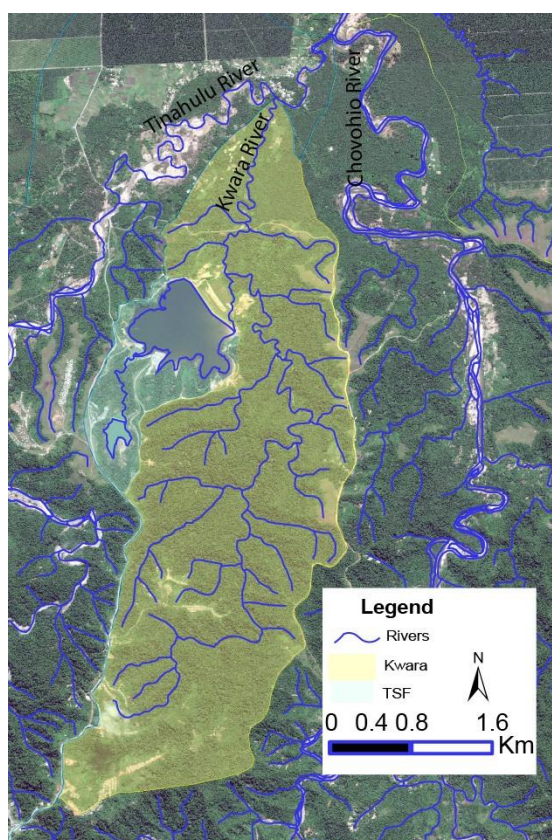 Tinahulu River
Kwara River
Chovohio River
Legend
Rivers
Kwara
TSF
N
0 0.4 0.8 1.6
Km